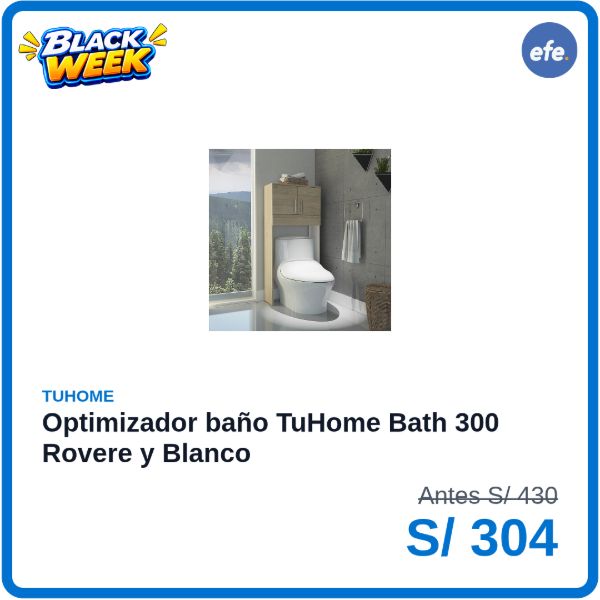 BLACK
WEEK
efe.
TUHOME
Optimizador baño TuHome Bath 300
Rovere y Blanco
Antes S/ 430
S/ 304